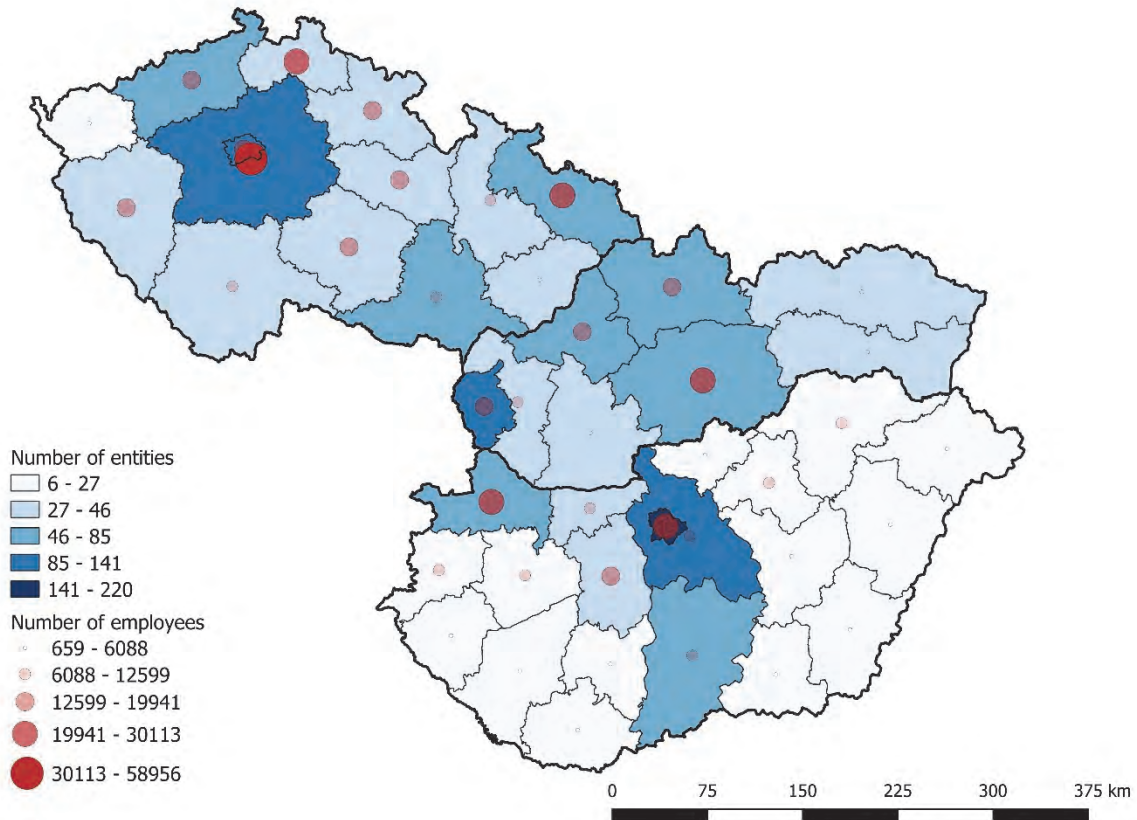 Number of entities
6 - 27
27 - 46
46 - 85
85 - 141
141 - 220
Number of employees
659 - 6088
6088 - 12599
12599 - 19941
19941 - 30113
30113 - 58956
0 75 150 225 300 375 km